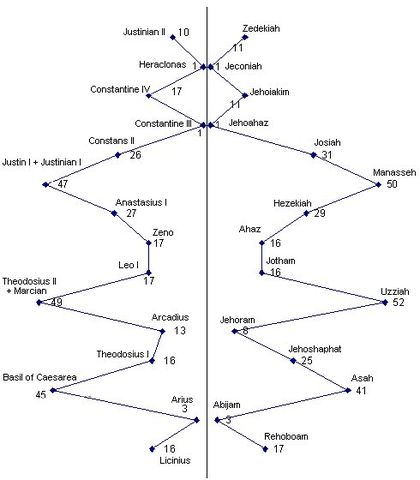 Justinian II 10 Zedekiah
11
Heraclonas 1 1 Jeconiah
Constantine IV 17 Jehoiakim
11
Constantine III 1 1 Jehoahaz
Constans II 26 Josiah 31
Justin I + Justinian I 47 Manasseh 50
Anastasius I 27 Hezekiah 29
Zeno 17 Ahaz 16
Leo I 17 Jotham 16
Theodosius II
+ Marcian 49 Uzziah 52
Arcadius 13 Jehoram 8
Theodosius I 16 Jehoshaphat 25
Basil of Caesarea 45 Asah 41
Arius 3 Abijam 3
16 Licinius Rehoboam 17